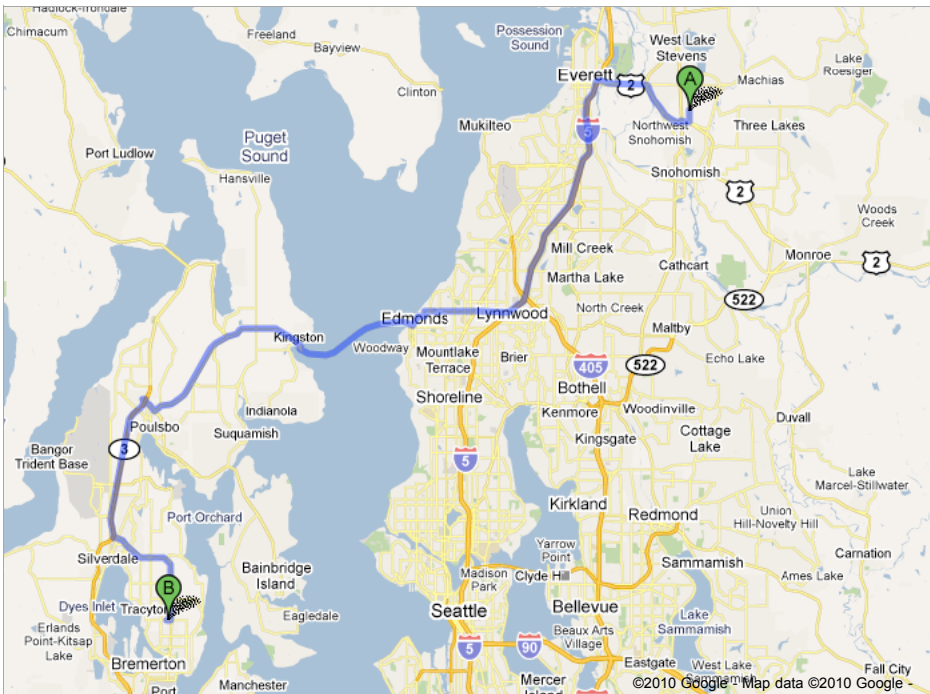 Hadlock-Irondale
Chimacum
Freeland
Bayview
Possession
Sound
West Lake
Stevens
Everett
2
A
Machias
Lake
Roesiger
Clinton
Mukilteo
5
Northwest
Snohomish
Three Lakes
Puget
Sound
Port Ludlow
Hansville
Snohomish
2
Woods
Creek
Mill Creek
Monroe
2
Cathcart
Martha Lake
522
North Creek
Edmonds
Lynnwood
Maltby
Kingston
Woodway
Mountlake
Terrace
Brier
405
522
Echo Lake
Bothell
Shoreline
Indianola
Kenmore
Woodinville
Duvall
Poulsbo
Suquamish
Kingsgate
Cottage
Lake
Bangor
Trident Base
3
5
Lake
Marcel-Stillwater
Kirkland
Redmond
Union
Hill-Novelty Hill
Port Orchard
Silverdale
Yarrow
Point
Sammamish
Carnation
Bainbridge
Island
Madison
Park
Clyde Hill
Ames Lake
B
Dyes Inlet
Tracyton
Eagledale
Seattle
Bellevue
Lake
Sammamish
Erlands
Point-Kitsap
Lake
Beaux Arts
Village
5
90
Bremerton
Eastgate
West Lake
Sammamish
Fall City
Port
Manchester
Mercer
Island
©2010 Google - Map data ©2010 Google -